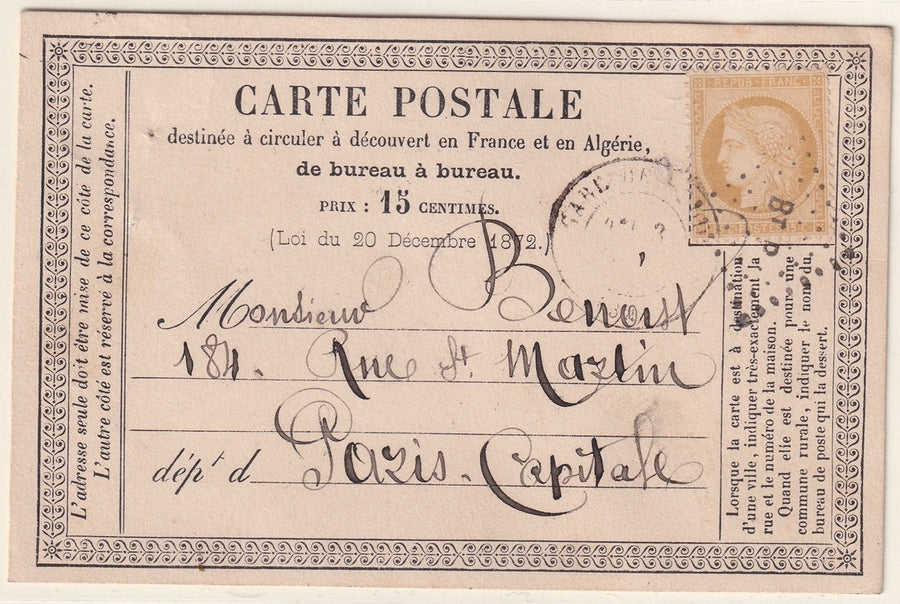 CARTE POSTALE
destinée à circuler à découvert en France et en Algérie,
de bureau à bureau.
PRIX : 15 CENTIMES.
(Loi du 20 Décembre 1872.)
Monsieur Benoist
184. Rue St. Martin
dépt d Paris. Capitale
L'adresse seule doit être mise de ce côté de la carte.
L'autre côté est réservé à la correspondance.
Lorsque la carte est à destination
d'une ville, indiquer très-exactement la
rue et le numéro de la maison.
Quand elle est destinée pour une
commune rurale, indiquer le nom du
bureau de poste qui la dessert.
REPUB. FRANC.
GARE DE